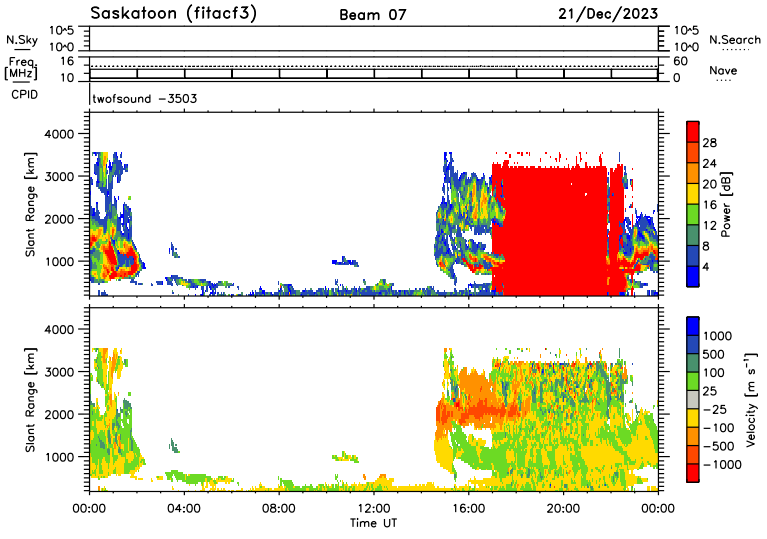 Saskatoon (fitacf3) Beam 07 21/Dec/2023
N.Sky 10^5 10^0 10^5 10^0 N.Search
Freq. [MHz] 16 10 60 0 Nave
CPID twofsound -3503
Slant Range [km] 4000 3000 2000 1000
Power [dB] 28 24 20 16 12 8 4
Slant Range [km] 4000 3000 2000 1000
Velocity [m s⁻¹] 1000 500 100 25 -25 -100 -500 -1000
00:00 04:00 08:00 12:00 16:00 20:00 00:00
Time UT